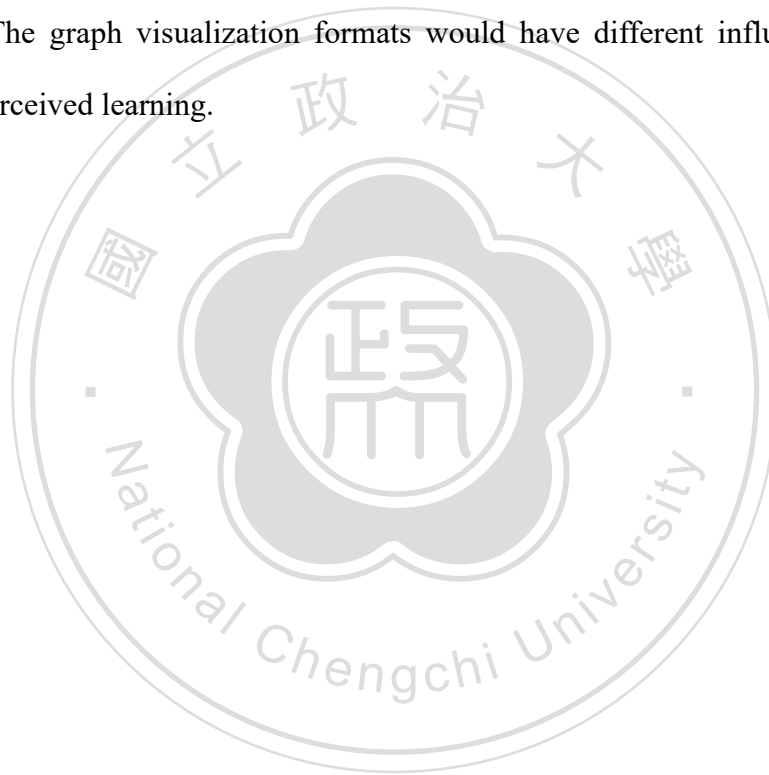 The graph visualization formats would have different influ
rceived learning.
國立政治大學
政大
National Chengchi University